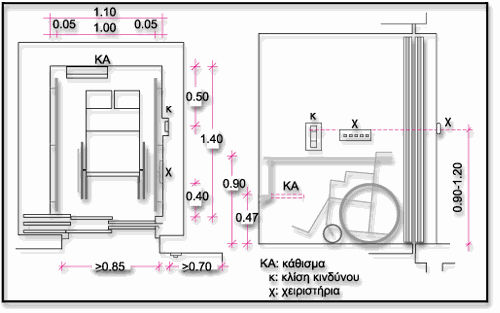 1.10
0.05 1.00 0.05
ΚΑ
κ
χ
0.50
1.40
0.90
0.40
0.47
>0.85
>0.70
κ
χ
χ
ΚΑ
0.90-1.20
ΚΑ: κάθισμα
κ: κλίση κινδύνου
χ: χειριστήρια